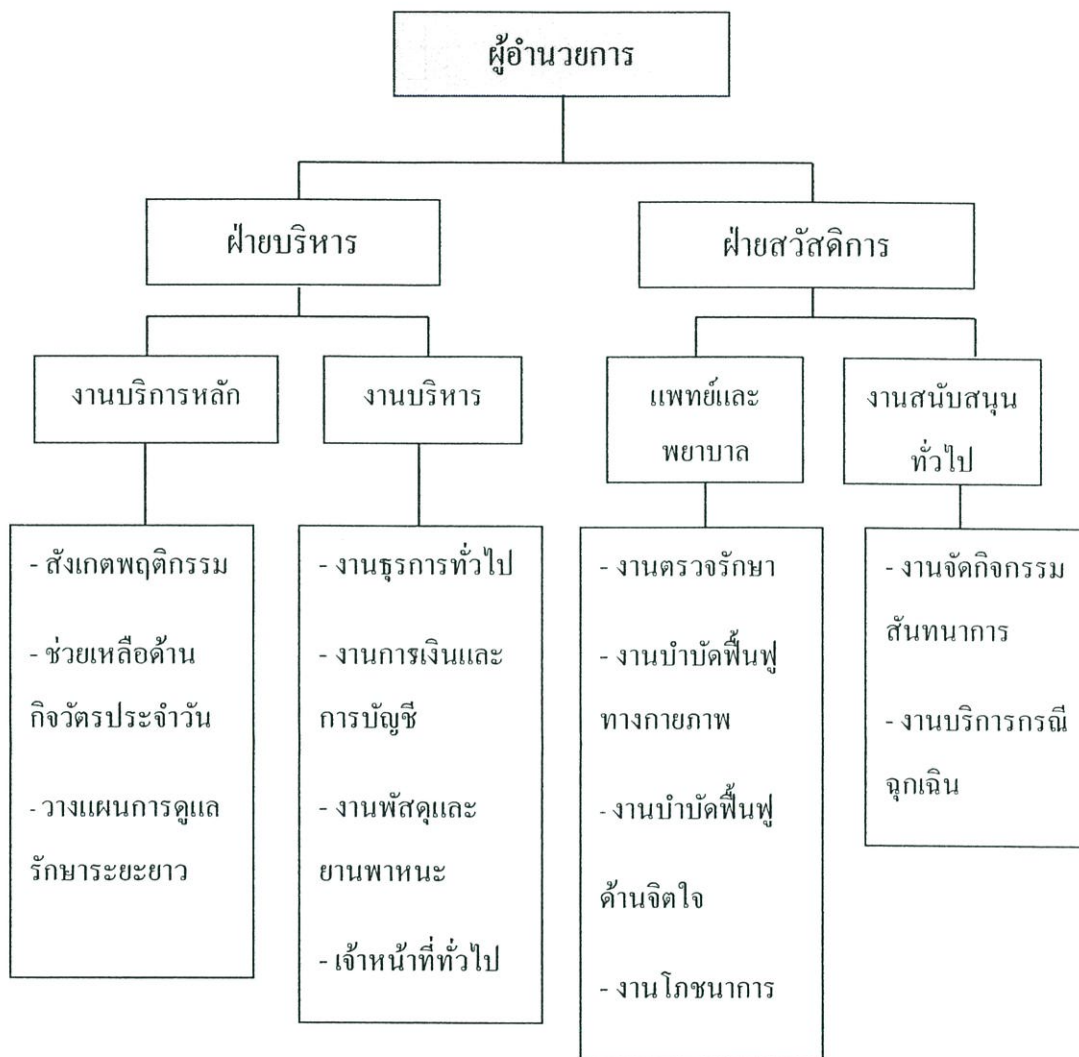 ผู้อำนวยการ
ฝ่ายบริหาร
ฝ่ายสวัสดิการ
งานบริการหลัก
งานบริหาร
แพทย์และ
พยาบาล
งานสนับสนุน
ทั่วไป
- สังเกตพฤติกรรม
- ช่วยเหลือด้าน
กิจวัตรประจำวัน
- วางแผนการดูแล
รักษาระยะยาว
- งานธุรการทั่วไป
- งานการเงินและ
การบัญชี
- งานพัสดุและ
ยานพาหนะ
- เจ้าหน้าที่ทั่วไป
- งานตรวจรักษา
- งานบำบัดฟื้นฟู
ทางกายภาพ
- งานบำบัดฟื้นฟู
ด้านจิตใจ
- งานโภชนาการ
- งานจัดกิจกรรม
สันทนาการ
- งานบริการกรณี
ฉุกเฉิน